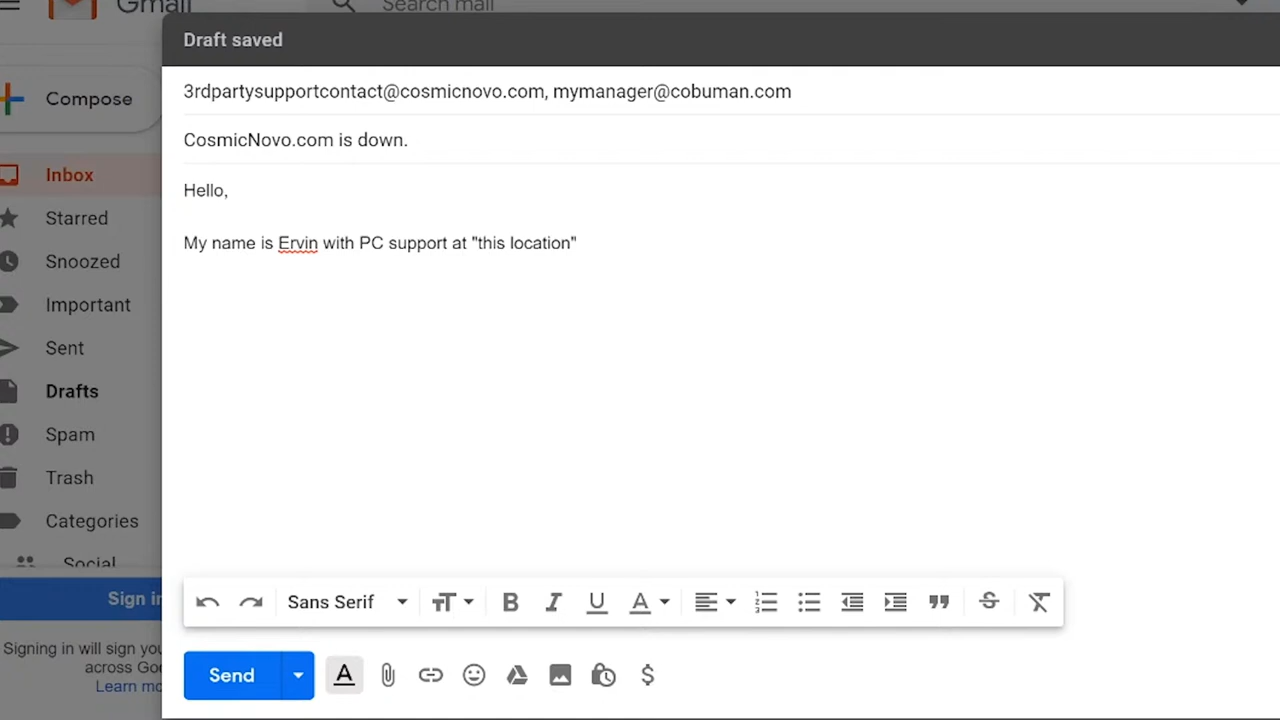 Gmail
Search mail
Draft saved
Compose
3rdpartysupportcontact@cosmicnovo.com, mymanager@cobuman.com
CosmicNovo.com is down.
Inbox
Hello,
Starred
My name is Ervin with PC support at "this location"
Snoozed
Important
Sent
Drafts
Spam
Trash
Categories
Social
Sans Serif
Sign in
Signing in will sign you
across Goo
Learn mo
Send